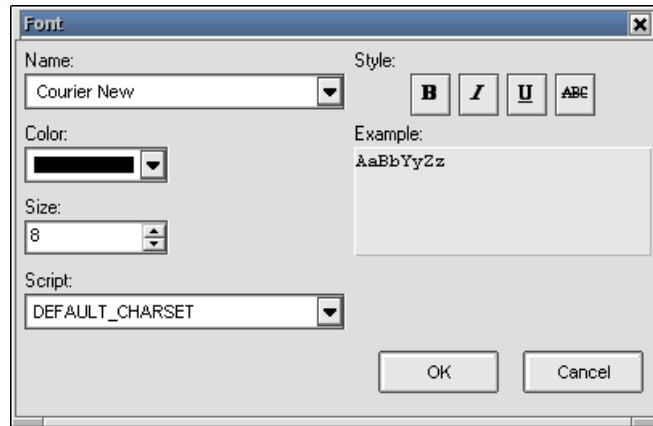 Font
Name:
Courier New
Style:
B I U ABC
Color:
Example:
AaBbYyZz
Size:
8
Script:
DEFAULT_CHARSET
OK Cancel